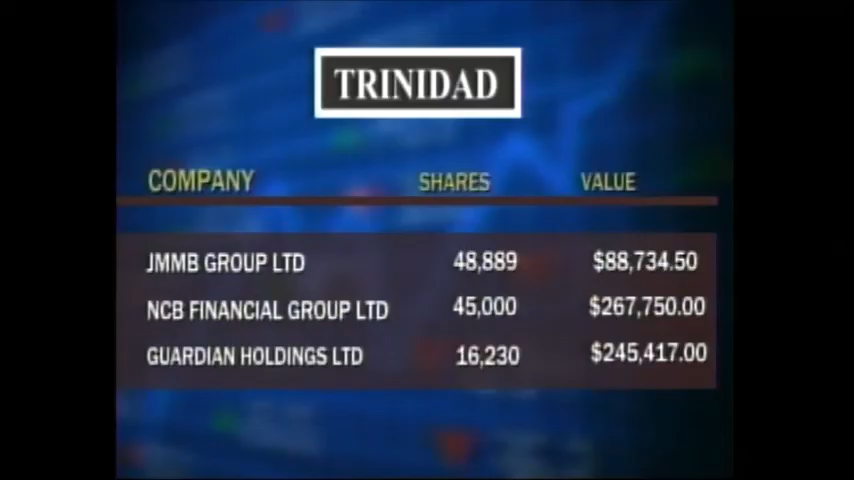 TRINIDAD
COMPANY SHARES VALUE
JMMB GROUP LTD 48,889 $88,734.50
NCB FINANCIAL GROUP LTD 45,000 $267,750.00
GUARDIAN HOLDINGS LTD 16,230 $245,417.00